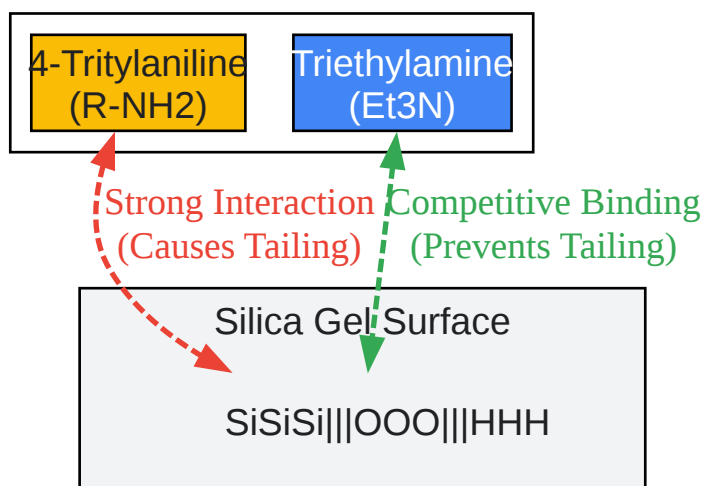 4-Tritylaniline
(R-NH2)
Triethylamine
(Et3N)
Strong Interaction
(Causes Tailing)
Competitive Binding
(Prevents Tailing)
Silica Gel Surface
SiSiSi|||OOO|||HHH